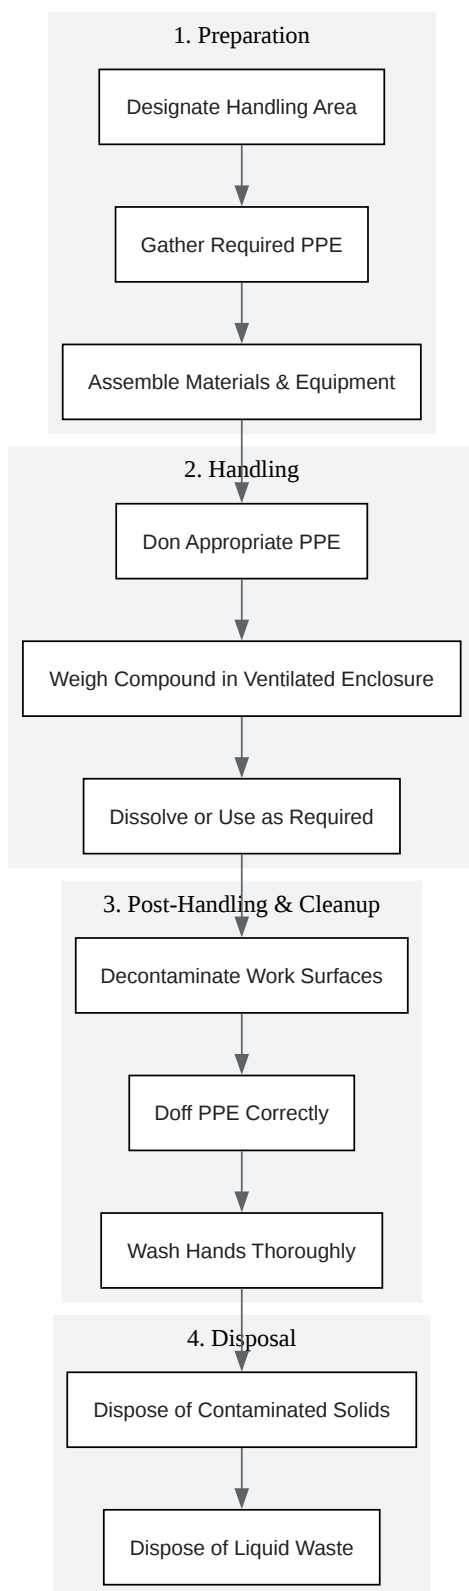 1. Preparation
Designate Handling Area
Gather Required PPE
Assemble Materials & Equipment
2. Handling
Don Appropriate PPE
Weigh Compound in Ventilated Enclosure
Dissolve or Use as Required
3. Post-Handling & Cleanup
Decontaminate Work Surfaces
Doff PPE Correctly
Wash Hands Thoroughly
4. Disposal
Dispose of Contaminated Solids
Dispose of Liquid Waste